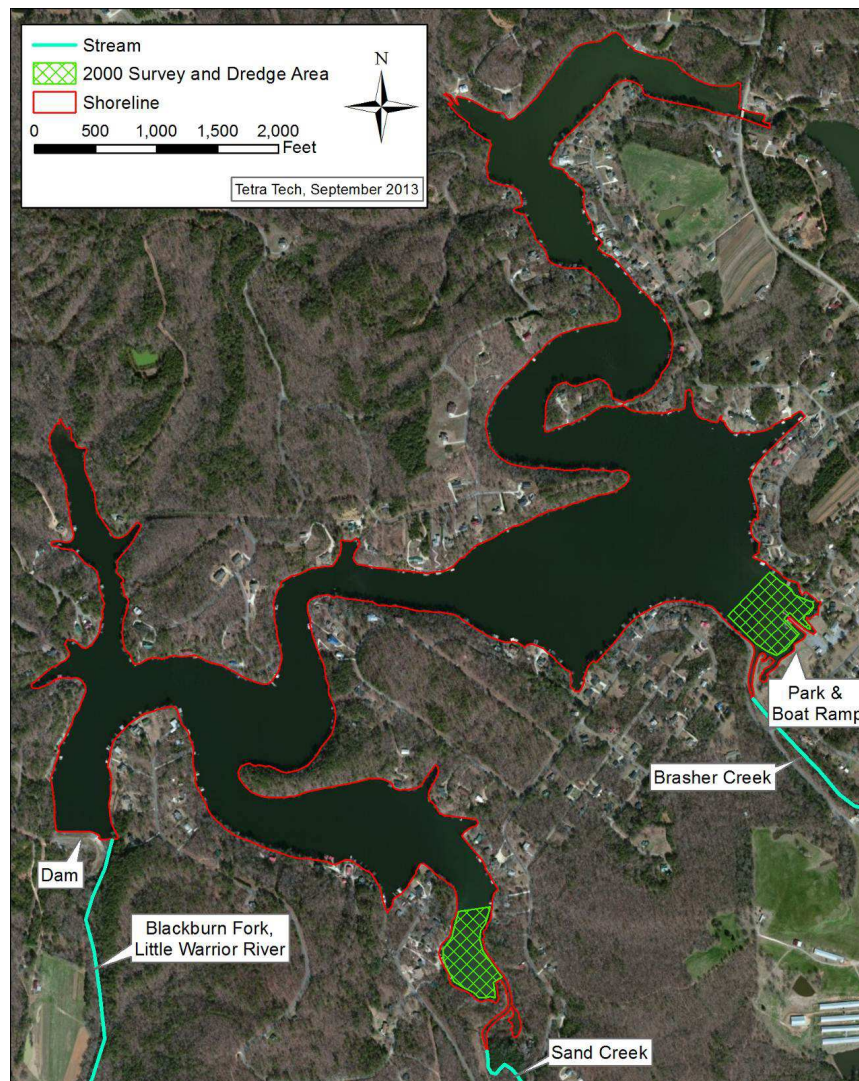 Stream
2000 Survey and Dredge Area
Shoreline
N
0 500 1,000 1,500 2,000
Feet
Tetra Tech, September 2013
Park &
Boat Ramp
Brasher Creek
Dam
Blackburn Fork,
Little Warrior River
Sand Creek